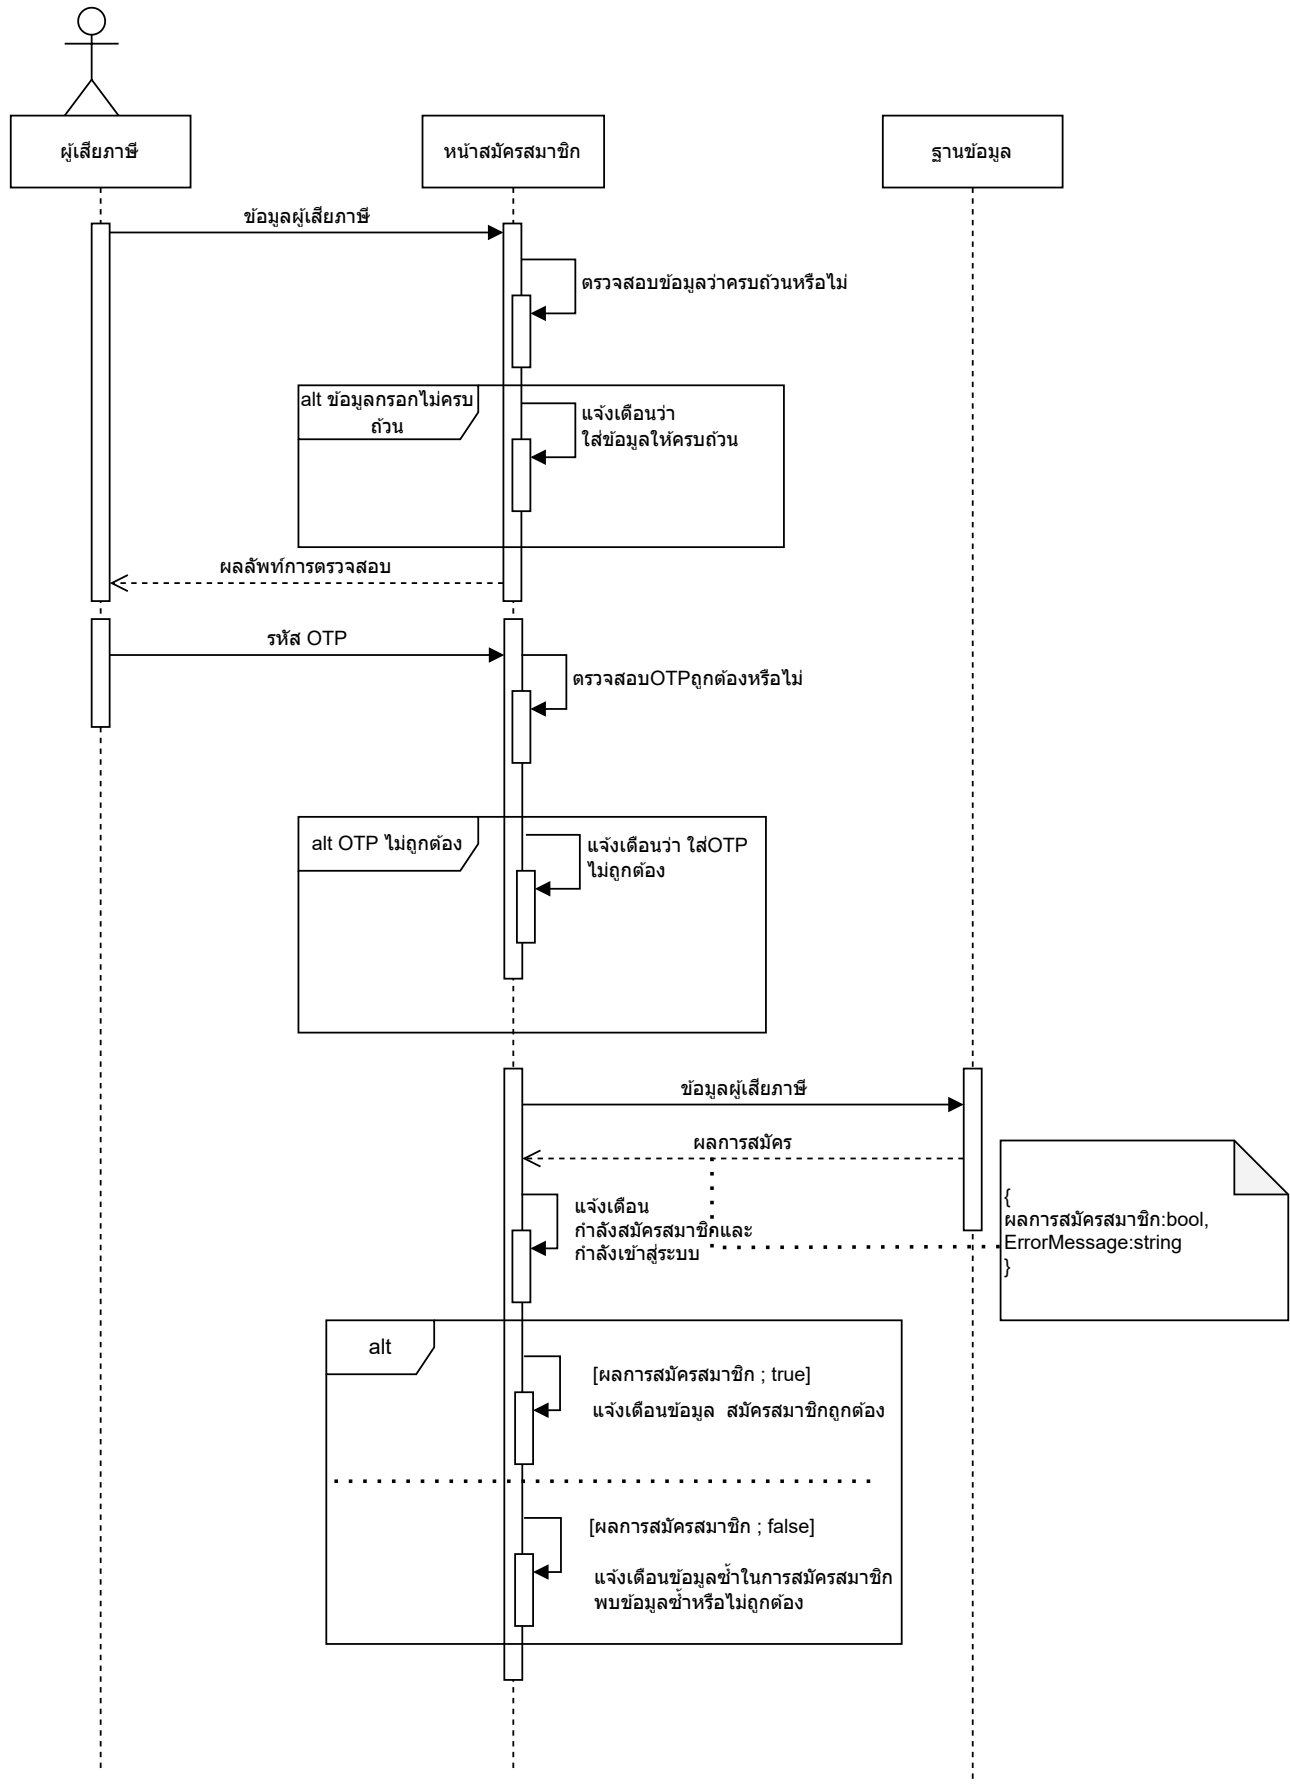 ผู้เสียภาษี
หน้าสมัครสมาชิก
ฐานข้อมูล
ข้อมูลผู้เสียภาษี
ตรวจสอบข้อมูลว่าครบถ้วนหรือไม่
alt ข้อมูลกรอกไม่ครบ
ถ้วน
แจ้งเตือนว่า
ใส่ข้อมูลให้ครบถ้วน
ผลลัพท์การตรวจสอบ
รหัส OTP
ตรวจสอบOTPถูกต้องหรือไม่
alt OTP ไม่ถูกต้อง
แจ้งเตือนว่า ใส่OTP
ไม่ถูกต้อง
ข้อมูลผู้เสียภาษี
ผลการสมัคร
แจ้งเตือน
กำลังสมัครสมาชิกและ
กำลังเข้าสู่ระบบ
{
ผลการสมัครสมาชิก:bool,
ErrorMessage:string
}
alt
[ผลการสมัครสมาชิก ; true]
แจ้งเตือนข้อมูล สมัครสมาชิกถูกต้อง
[ผลการสมัครสมาชิก ; false]
แจ้งเตือนข้อมูลซ้ำในการสมัครสมาชิก
พบข้อมูลซ้ำหรือไม่ถูกต้อง